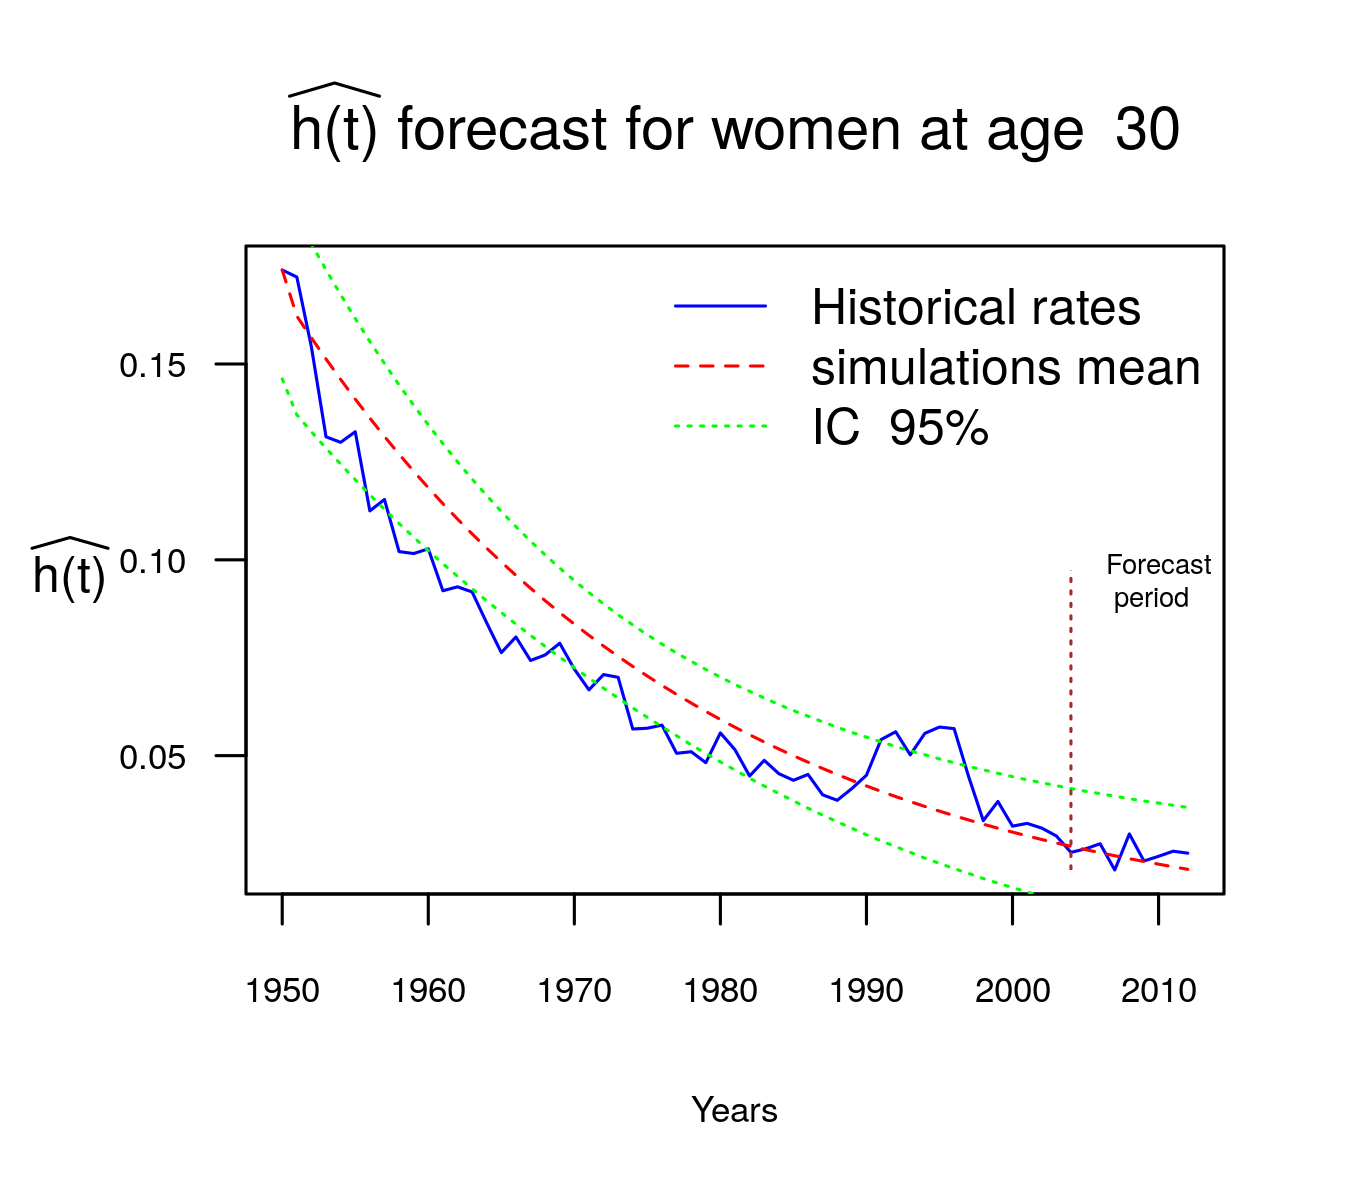 h(t) forecast for women at age 30
Historical rates
simulations mean
IC 95%
0.15
0.10
0.05
h(t)
Forecast
period
1950 1960 1970 1980 1990 2000 2010
Years